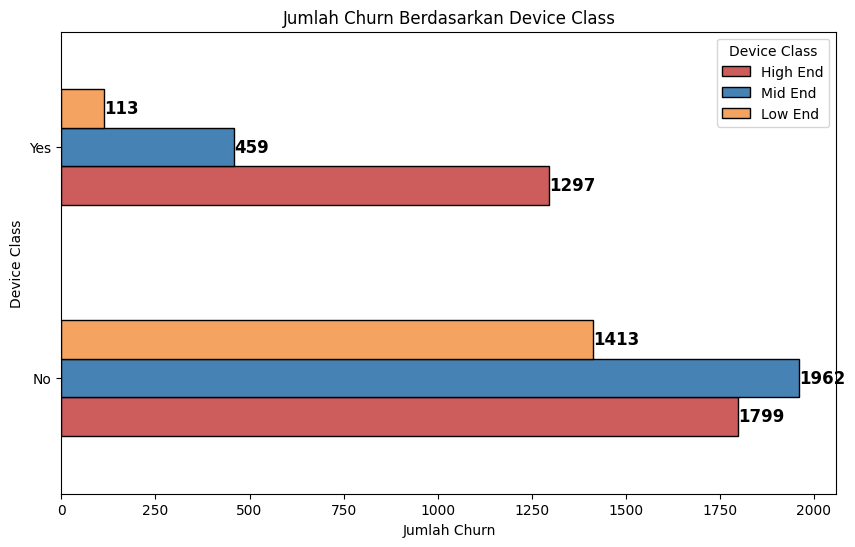 Jumlah Churn Berdasarkan Device Class
Device Class
High End
Mid End
Low End
113
Yes
459
1297
Device Class
1413
No
1962
1799
0
250
500
750
1000
1250
1500
1750
2000
Jumlah Churn